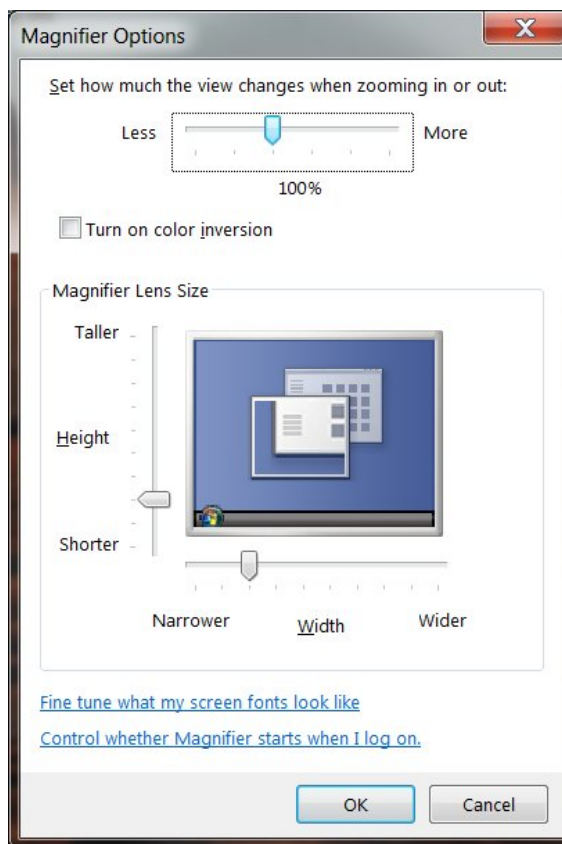 Magnifier Options
Set how much the view changes when zooming in or out:
Less More
100%
Turn on color inversion
Magnifier Lens Size
Taller
Height
Shorter
Narrower Width Wider
Fine tune what my screen fonts look like
Control whether Magnifier starts when I log on.
OK Cancel